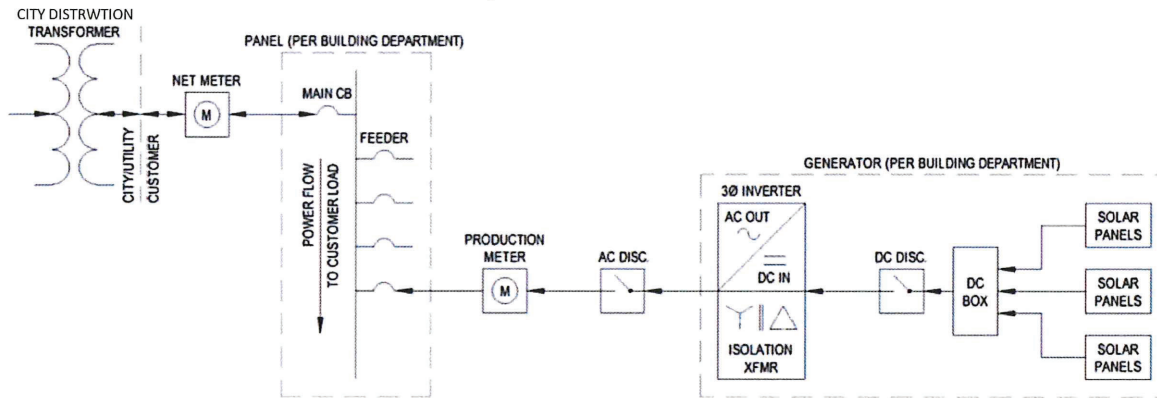 CITY DISTRWTION
TRANSFORMER
PANEL (PER BUILDING DEPARTMENT)
NET METER
M
MAIN CB
CITY/UTILITY
CUSTOMER
FEEDER
POWER FLOW
TO CUSTOMER LOAD
PRODUCTION
METER
M
AC DISC.
GENERATOR (PER BUILDING DEPARTMENT)
3Ø INVERTER
AC OUT
DC IN
ISOLATION
XFMR
DC DISC.
DC
BOX
SOLAR
PANELS
SOLAR
PANELS
SOLAR
PANELS